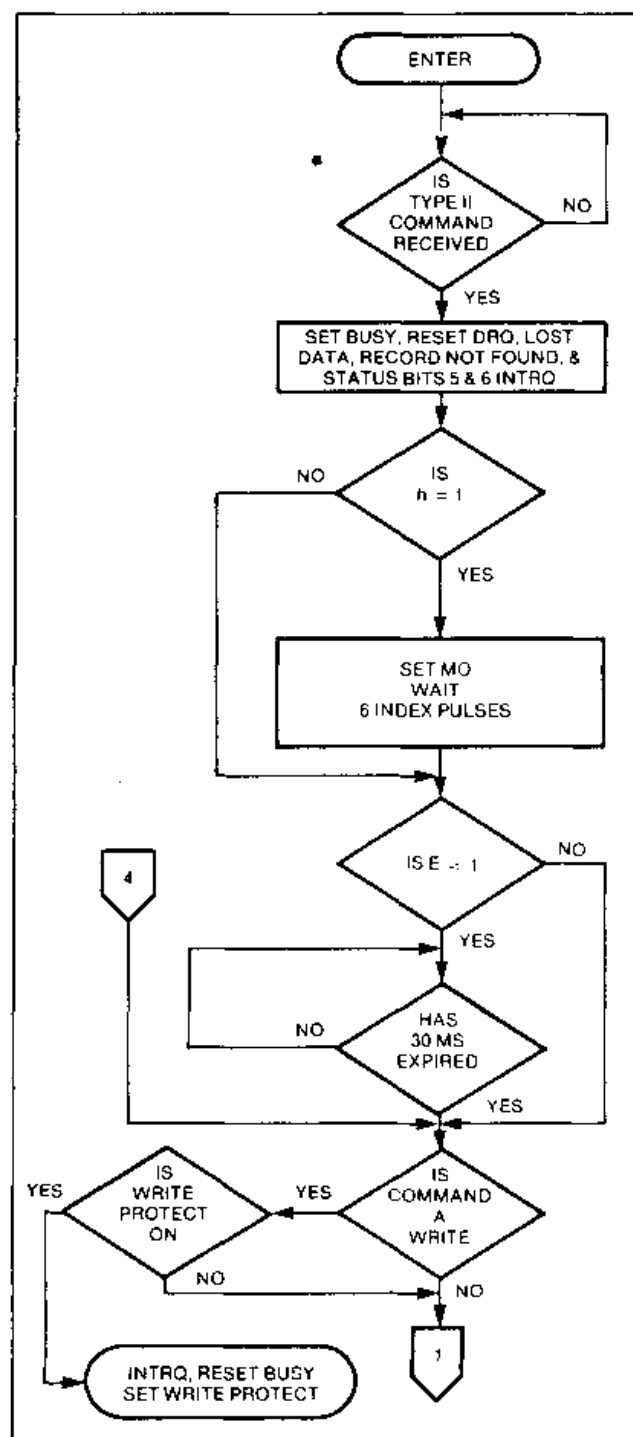 ENTER
IS
TYPE II
COMMAND
RECEIVED
NO
YES
SET BUSY, RESET DRQ, LOST
DATA, RECORD NOT FOUND, &
STATUS BITS 5 & 6 INTRQ
NO
IS
h = 1
YES
SET MO
WAIT
6 INDEX PULSES
4
IS E = 1
NO
YES
NO
HAS
30 MS
EXPIRED
YES
YES
IS
WRITE
PROTECT
ON
YES
IS
COMMAND
A
WRITE
NO
NO
INTRQ, RESET BUSY
SET WRITE PROTECT
1